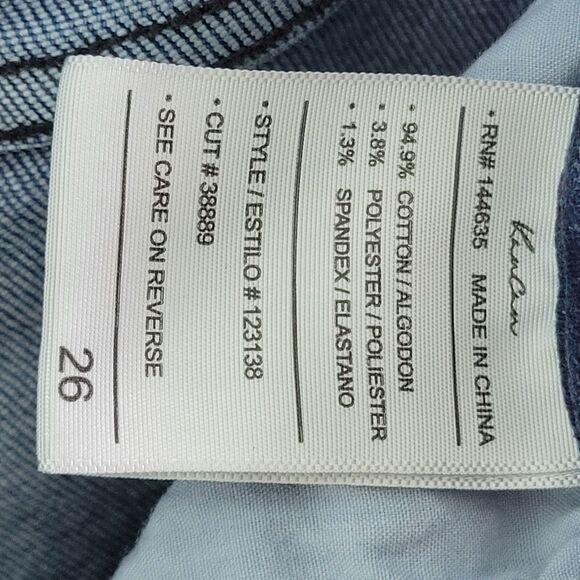 KanCan
• RN# 144635 MADE IN CHINA
• 94.9% COTTON / ALGODON
• 3.8% POLYESTER / POLIESTER
• 1.3% SPANDEX / ELASTANO
• STYLE / ESTILO # 123138
• CUT # 38889
• SEE CARE ON REVERSE
26